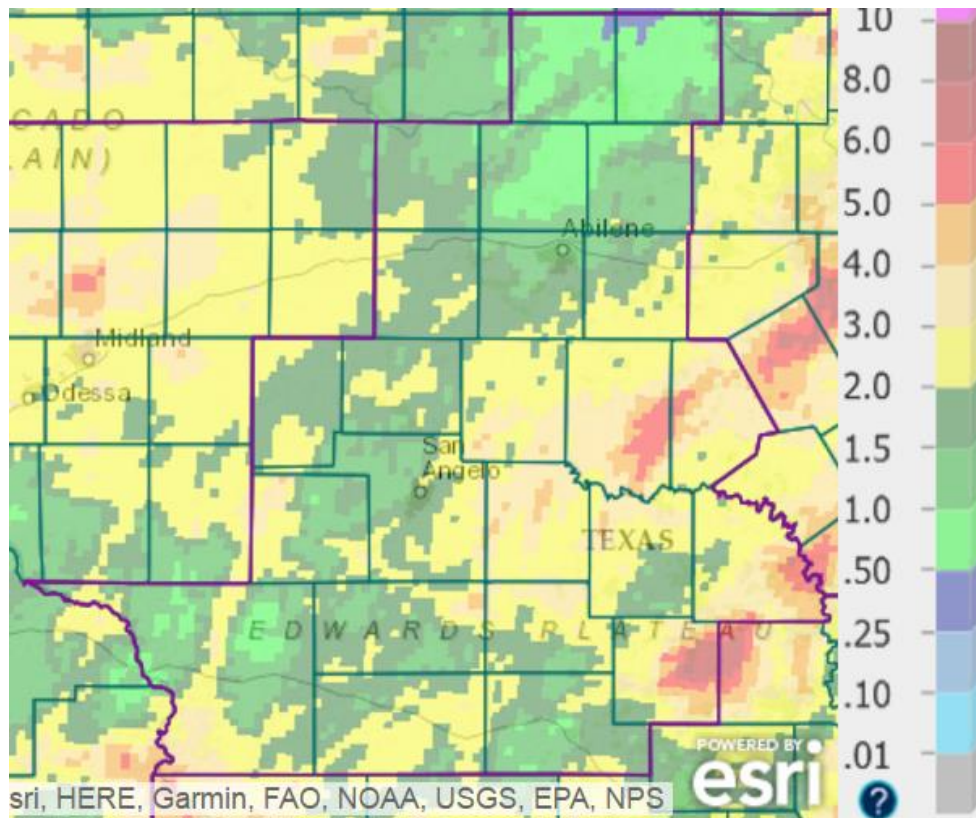 CADO
AIN)
Abilene
Midland
Odessa
San
Angelo
TEXAS
EDWARDS PLATEAU
POWERED BY
esri
sri, HERE, Garmin, FAO, NOAA, USGS, EPA, NPS
10
8.0
6.0
5.0
4.0
3.0
2.0
1.5
1.0
.50
.25
.10
.01
?